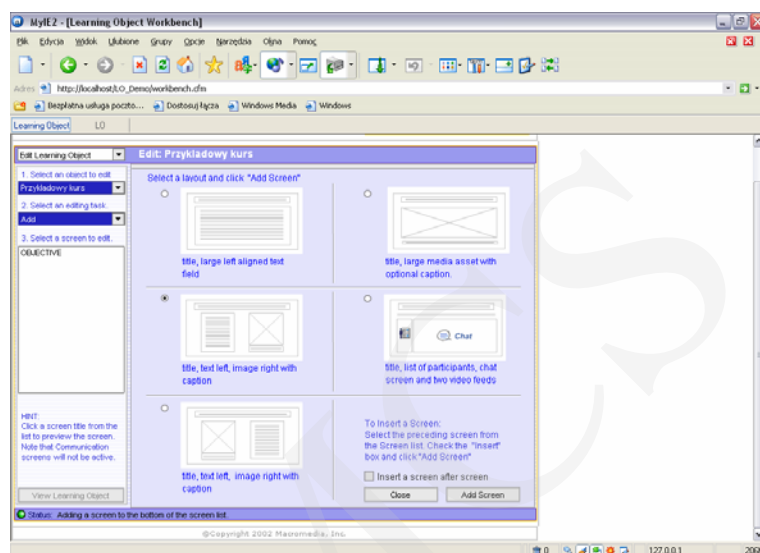 MyIE2 - [Learning Object Workbench]
Plik Edycja Widok Ulubione Grupy Opcje Narzędzia Okna Pomoc
Adres http://localhost/LO_Demo/workbench.cfm
Bezpłatna usługa poczto... Dostosuj łącza Windows Media Windows
Learning Object LO
Edit Learning Object
Edit: Przykladowy kurs
1. Select an object to edit
Przykladowy kurs
2. Select an editing task.
Add
3. Select a screen to edit.
OBJECTIVE
HINT:
Click a screen title from the
list to preview the screen.
Note that Communication
screens will not be active.
View Learning Object
Select a layout and click "Add Screen"
title, large left aligned text
field
title, large media asset with
optional caption.
title, text left, image right with
caption
Chat
title, list of participants, chat
screen and two video feeds
title, text left, image right with
caption
To Insert a Screen:
Select the preceding screen from
the Screen list. Check the "Insert"
box and click "Add Screen"
Insert a screen after screen
Close Add Screen
Status: Adding a screen to the bottom of the screen list.
©Copyright 2002 Macromedia, Inc.
0 127.0.0.1